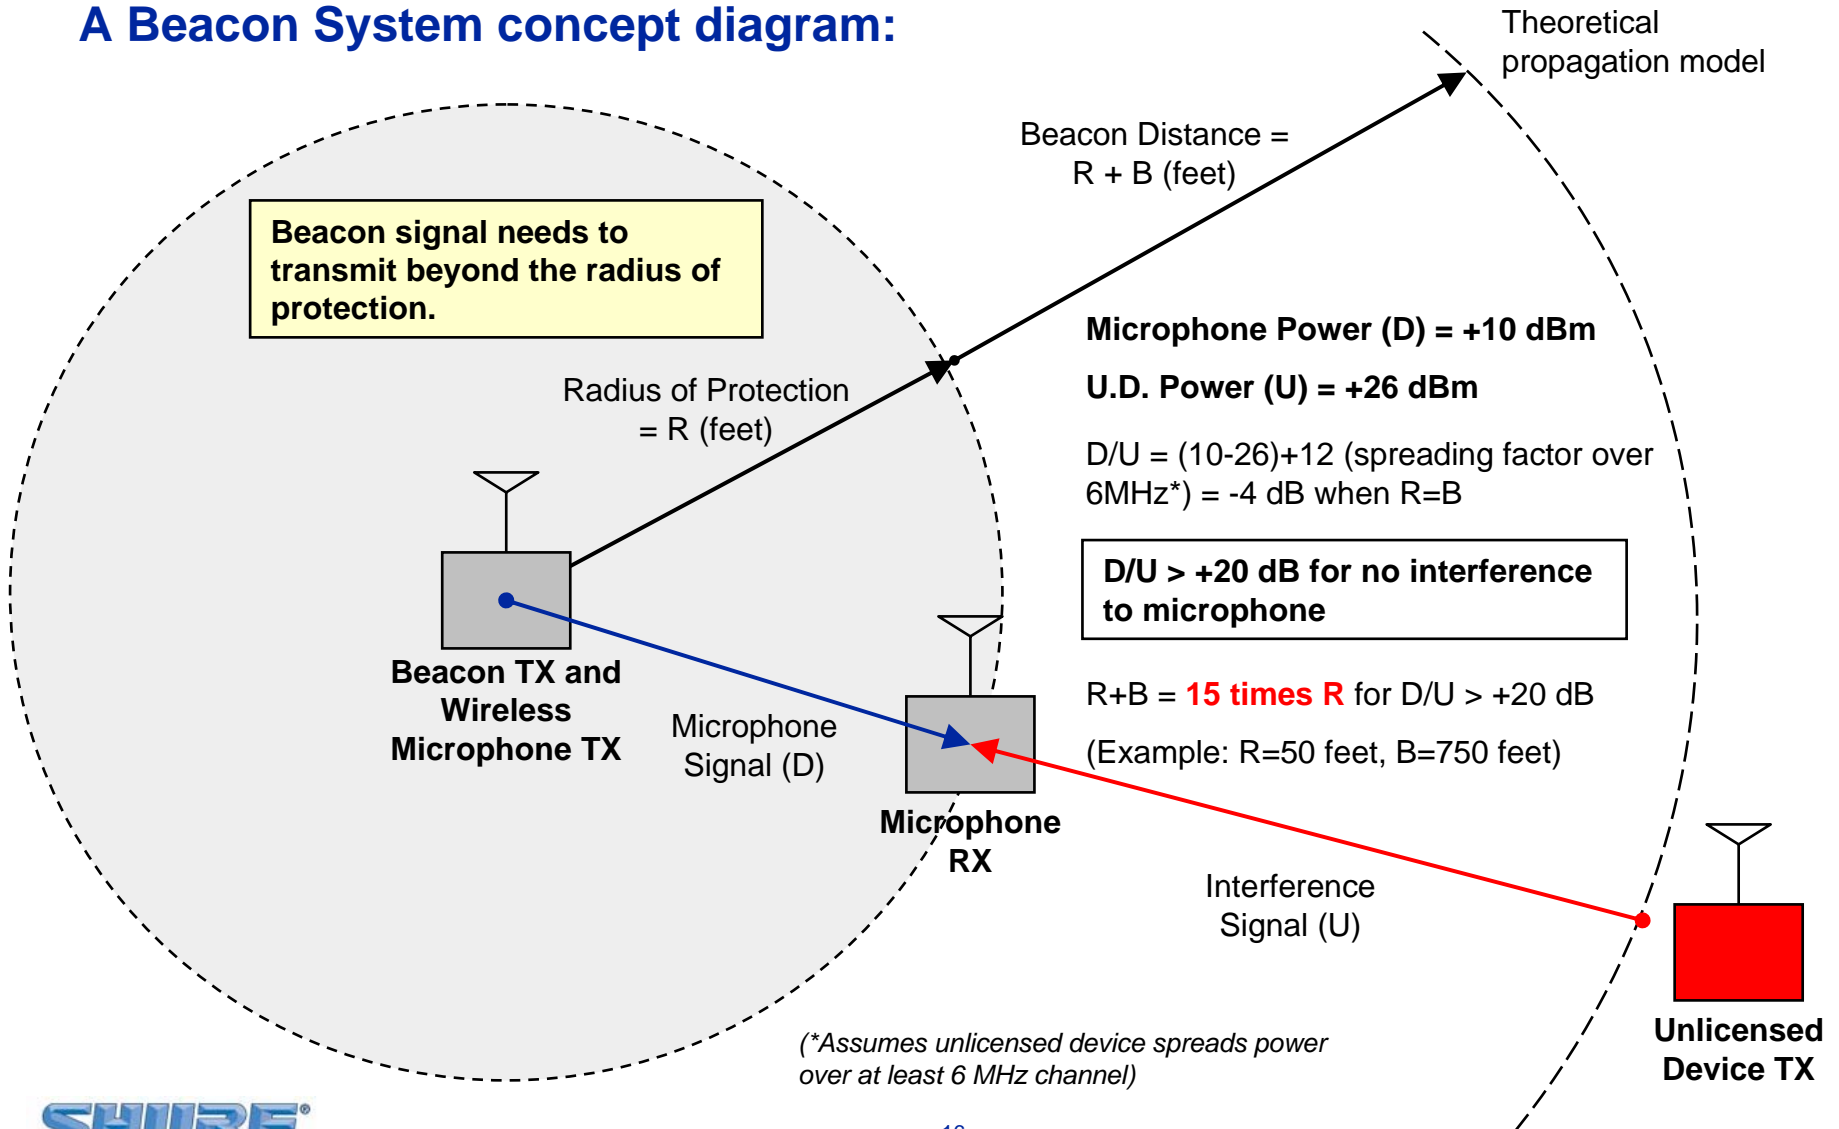 A Beacon System concept diagram:
Theoretical
propagation model
Beacon Distance =
R + B (feet)
Beacon signal needs to
transmit beyond the radius of
protection.
Radius of Protection
= R (feet)
Microphone Power (D) = +10 dBm
U.D. Power (U) = +26 dBm
D/U = (10-26)+12 (spreading factor over
6MHz*) = -4 dB when R=B
D/U > +20 dB for no interference
to microphone
R+B = 15 times R for D/U > +20 dB
(Example: R=50 feet, B=750 feet)
Beacon TX and
Wireless
Microphone TX
Microphone
Signal (D)
Microphone
RX
Interference
Signal (U)
Unlicensed
Device TX
(*Assumes unlicensed device spreads power
over at least 6 MHz channel)
SHURE®